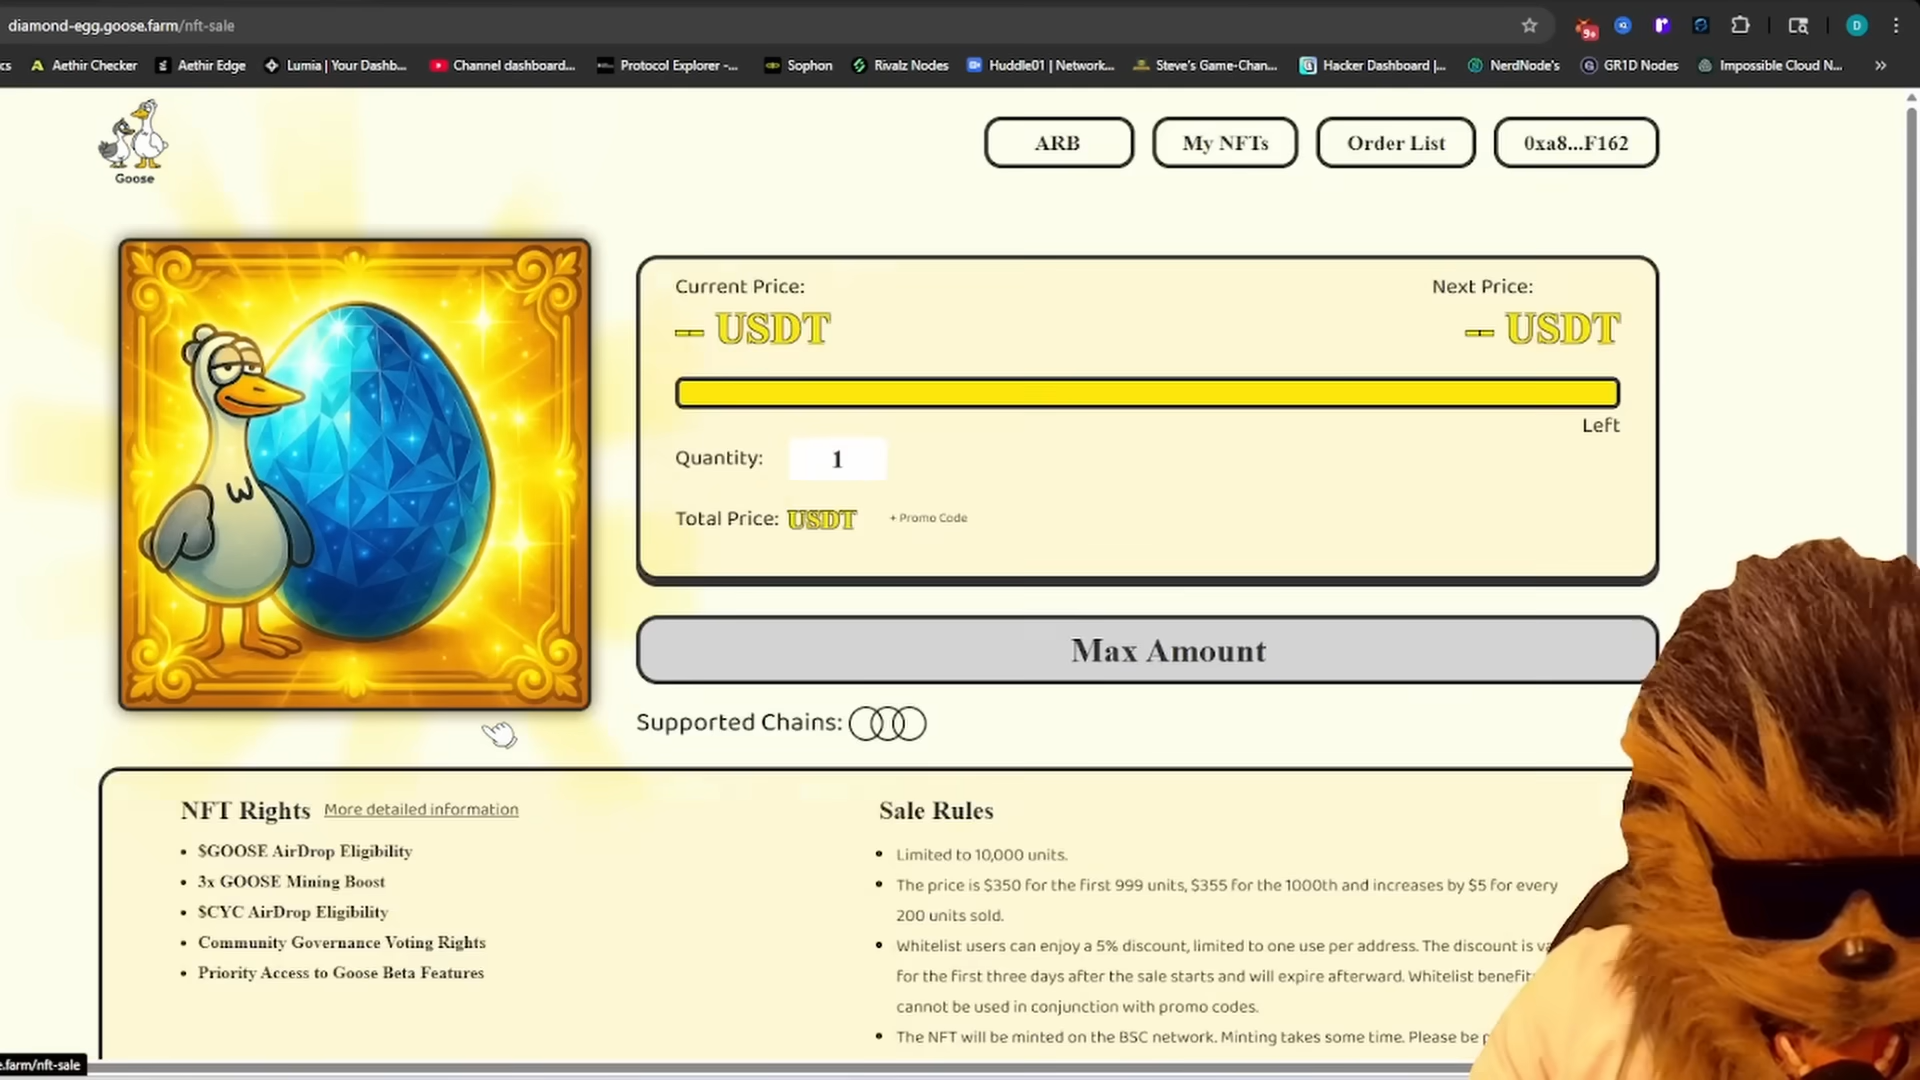 diamond-egg.goose.farm/nft-sale
9+
D
cs
Aethir Checker
Aethir Edge
Lumia | Your Dashb...
Channel dashboard...
Protocol Explorer -...
Sophon
Rivalz Nodes
Huddle01 | Network...
Steve's Game-Chan...
Hacker Dashboard |...
NerdNode's
GR1D Nodes
Impossible Cloud N...
»
Goose
ARB
My NFTs
Order List
0xa8...F162
Current Price:
Next Price:
-- USDT
-- USDT
Left
Quantity: 1
Total Price: USDT + Promo Code
Max Amount
Supported Chains:
NFT Rights More detailed information
• $GOOSE AirDrop Eligibility
• 3x GOOSE Mining Boost
• $CYC AirDrop Eligibility
• Community Governance Voting Rights
• Priority Access to Goose Beta Features
Sale Rules
• Limited to 10,000 units.
• The price is $350 for the first 999 units, $355 for the 1000th and increases by $5 for every
200 units sold.
• Whitelist users can enjoy a 5% discount, limited to one use per address. The discount is
for the first three days after the sale starts and will expire afterward. Whitelist
cannot be used in conjunction with promo codes.
• The NFT will be minted on the BSC network. Minting takes some time. Please be
e.farm/nft-sale